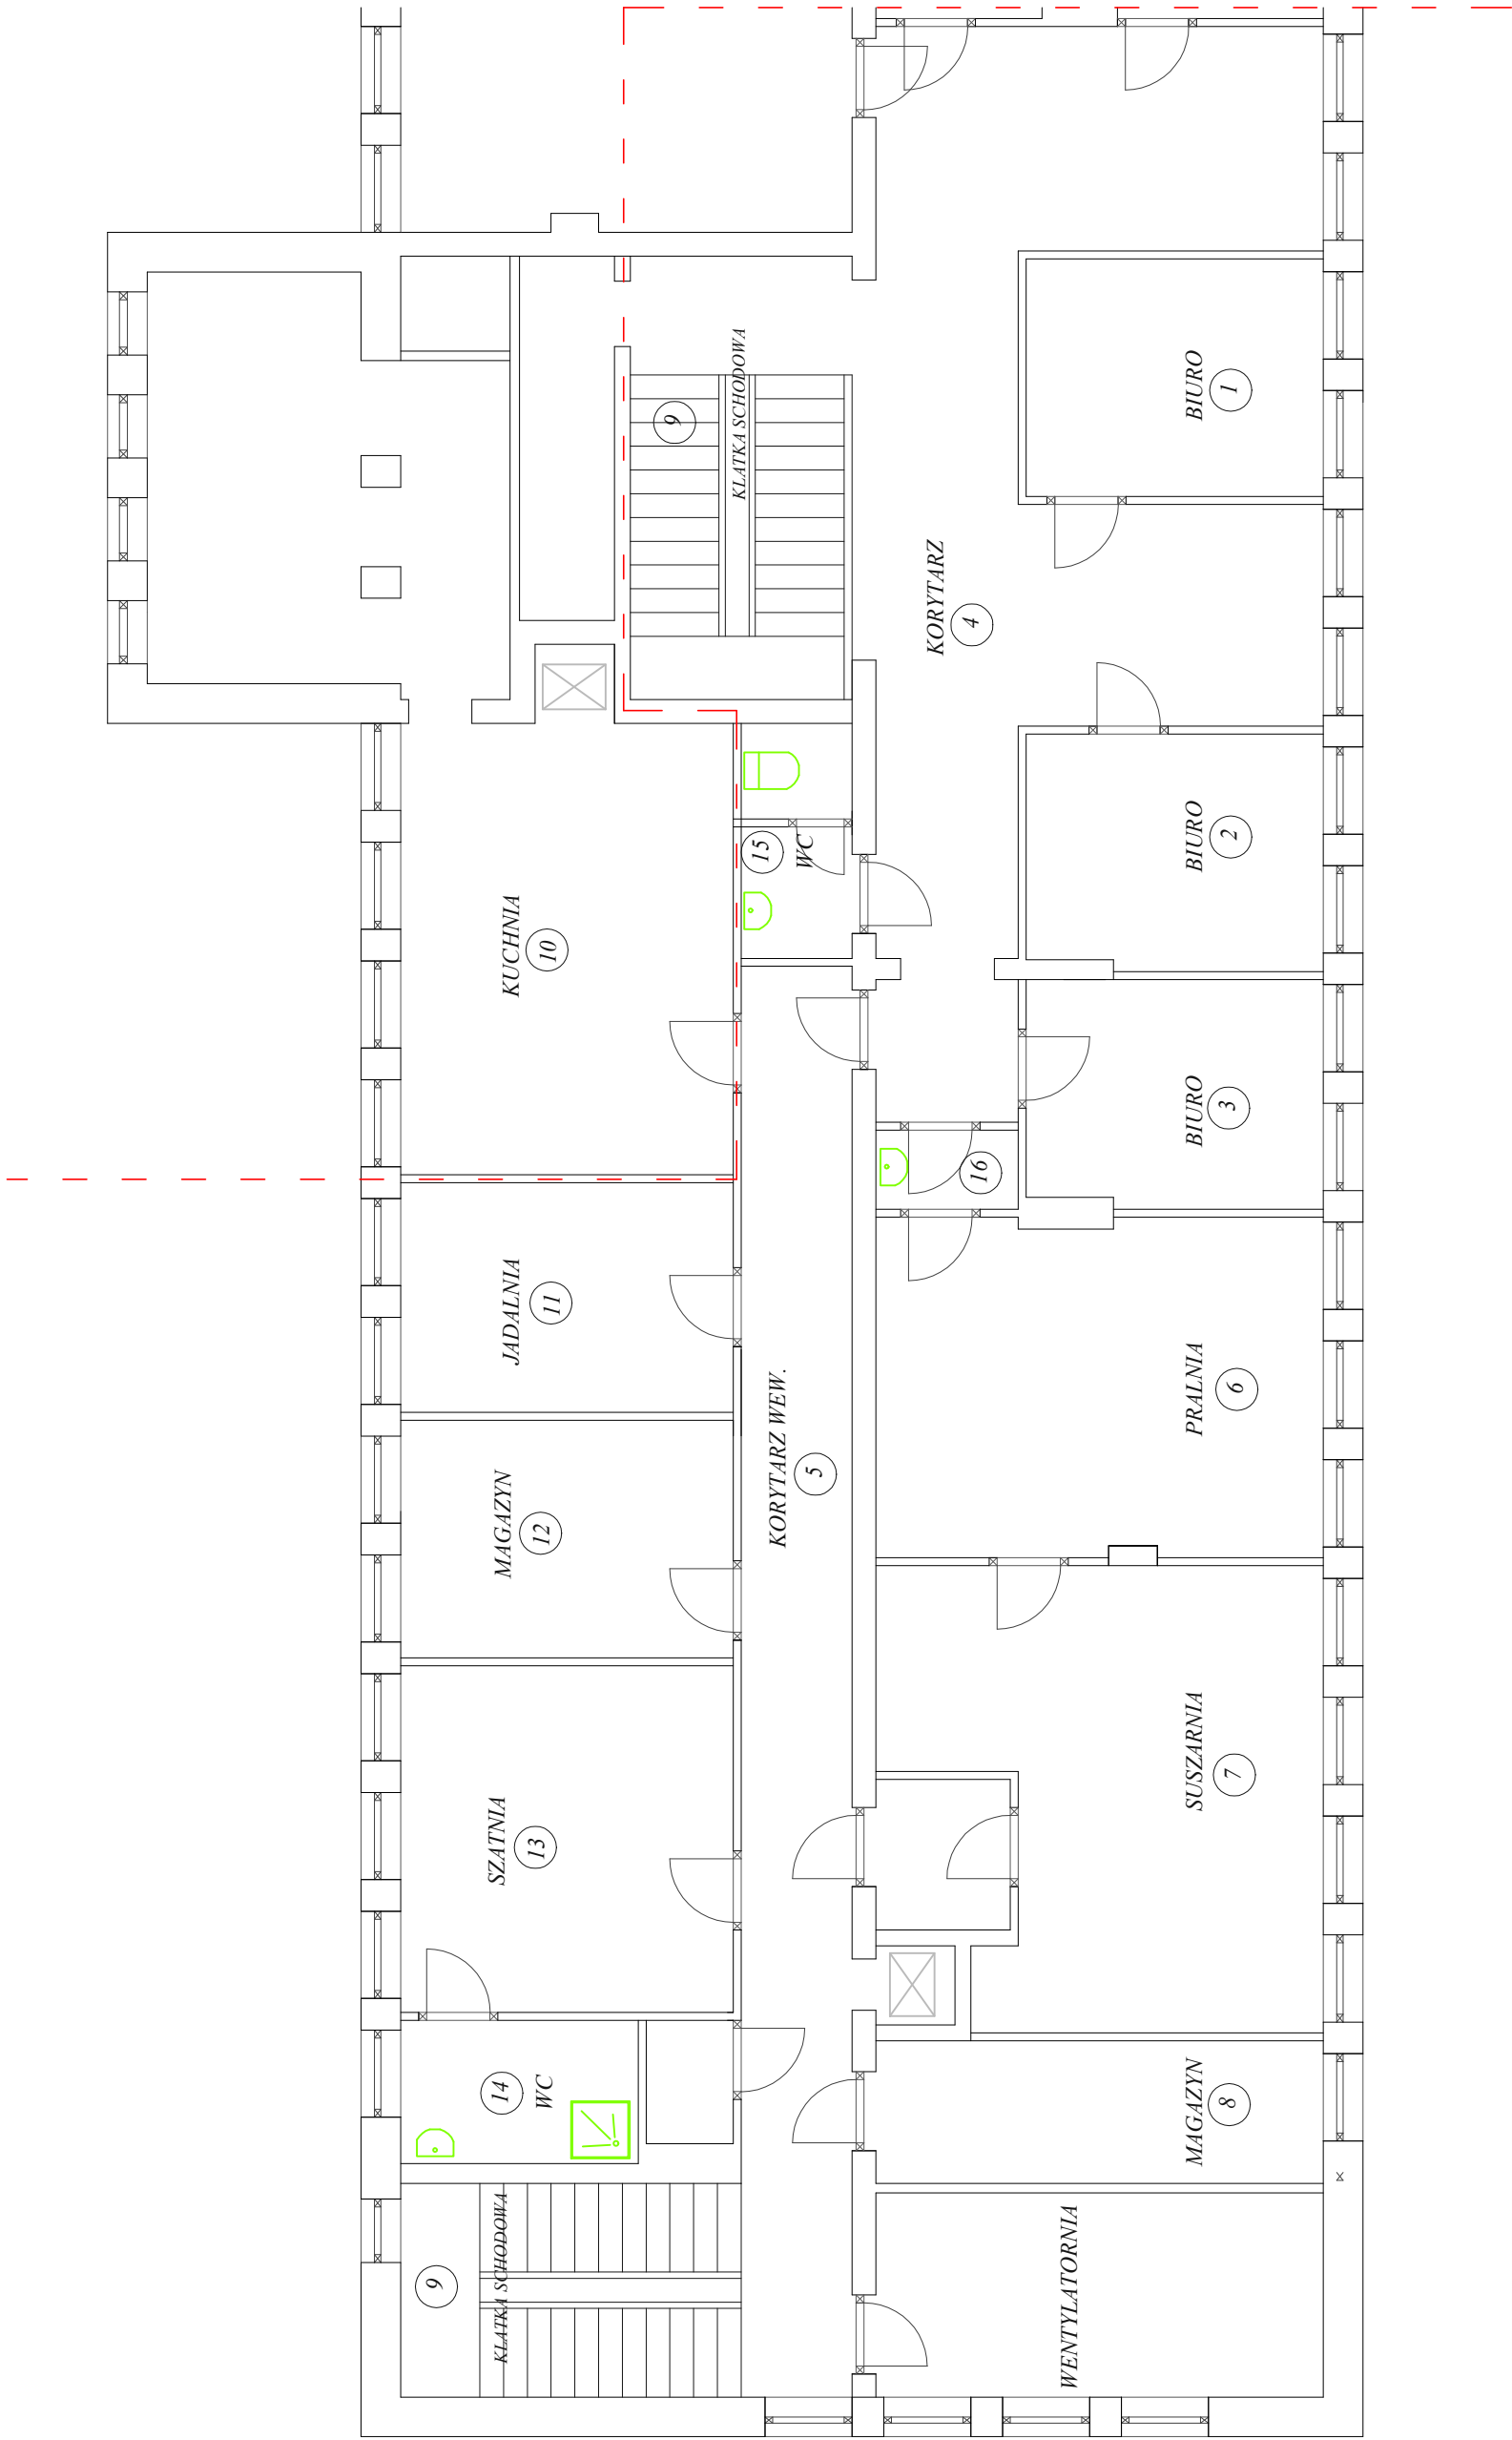 KLATKA SCHODOWA
9
BIURO
1
KORYTARZ
4
BIURO
2
WC
15
KUCHNIA
10
BIURO
3
16
JADALNIA
11
PRALNIA
6
KORYTARZ WEW.
5
MAGAZYN
12
SUSZARNIA
7
SZATNIA
13
WC
14
MAGAZYN
8
KLATKA SCHODOWA
9
WENTYLATORNIA